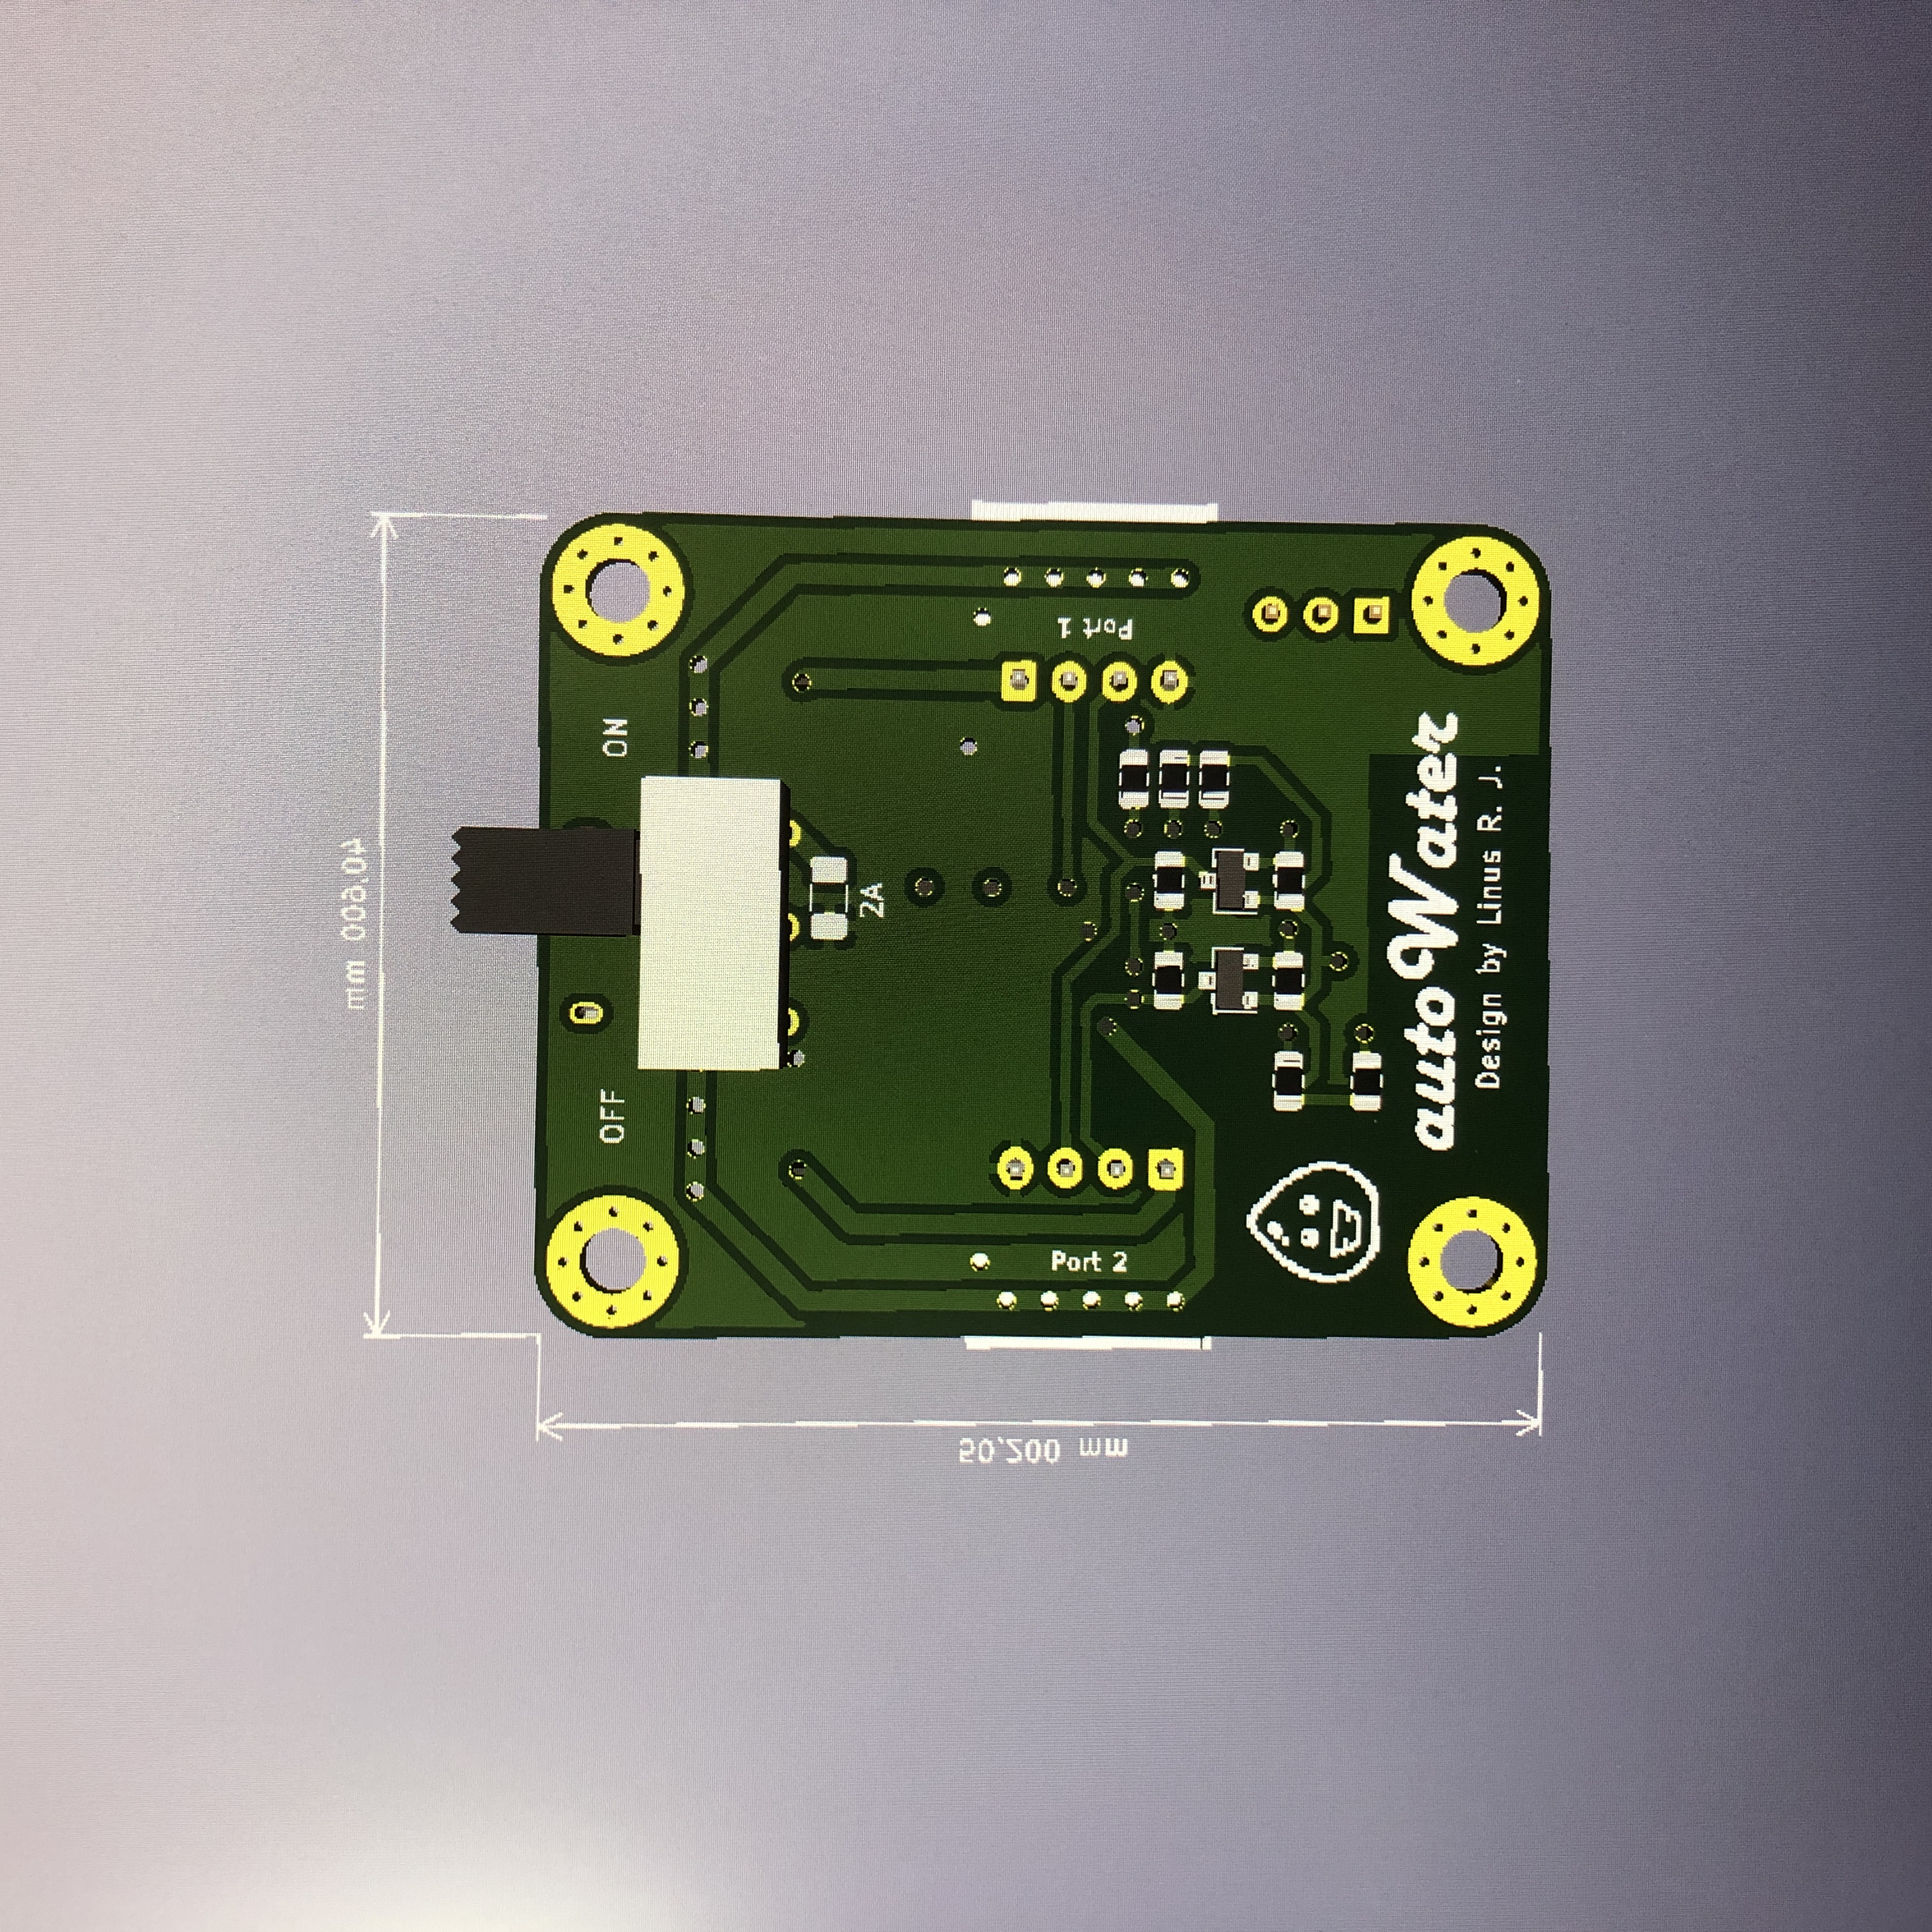 40.600 mm
OFF
ON
2A
50.200 mm
Port 2
Port 1
autoWater
Design by Linus R. J.